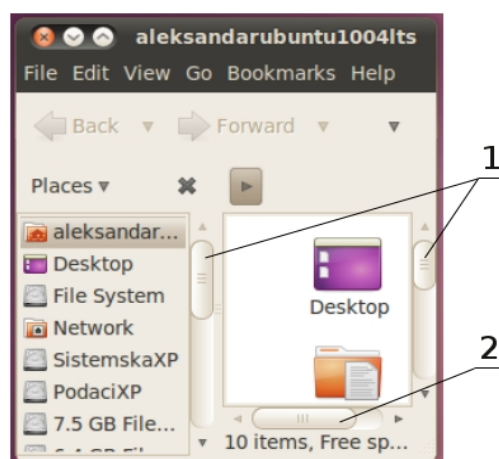 aleksandarubuntu1004lts
File Edit View Go Bookmarks Help
Back Forward
Places
aleksandar...
Desktop
File System
Network
SistemskaXP
PodaciXP
7.5 GB File...
Desktop
10 items, Free sp...
1
2